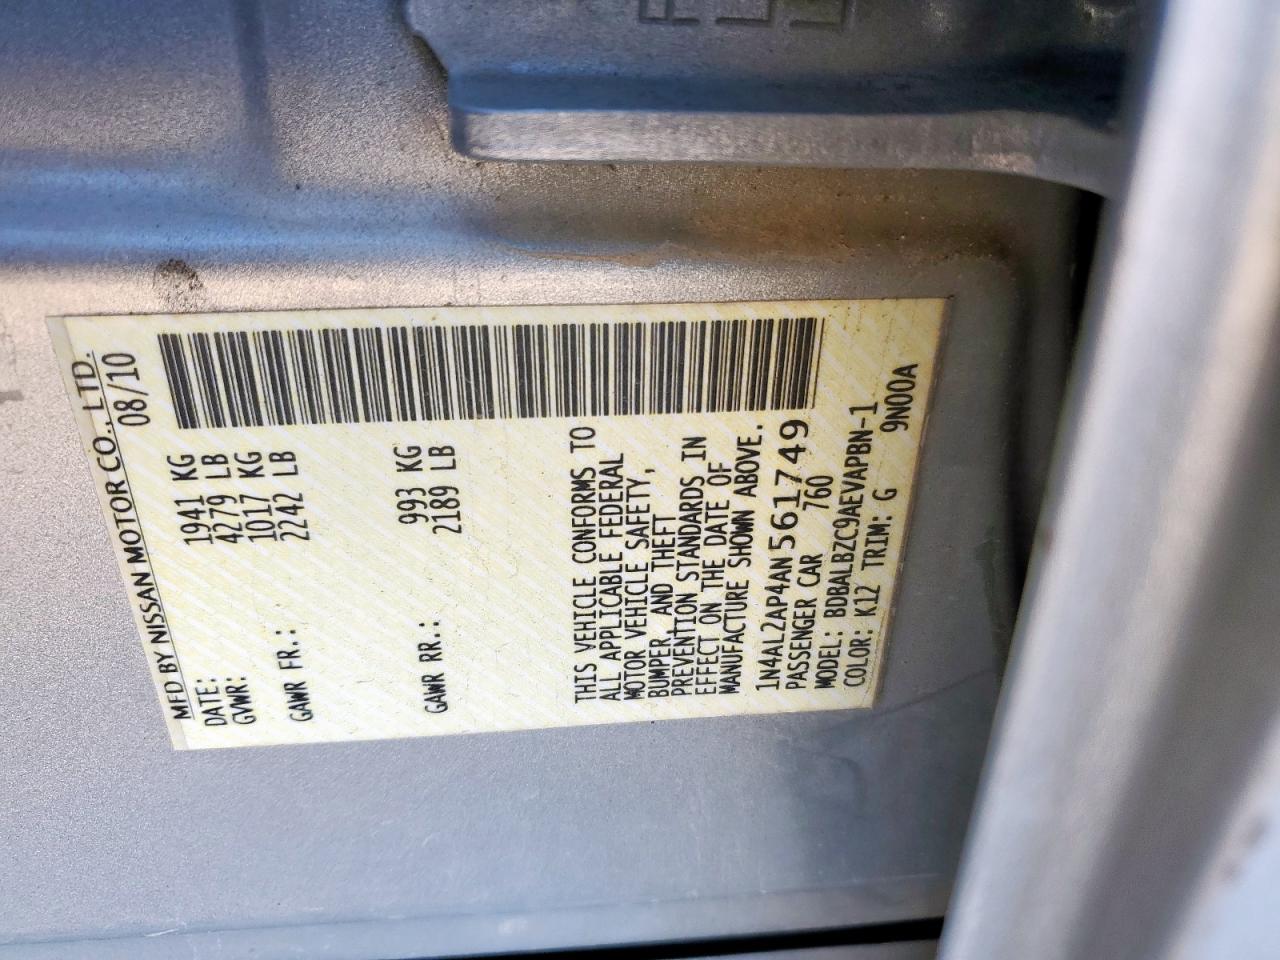 MFD BY NISSAN MOTOR CO., LTD.
DATE: 08/10
GVWR: 1941 KG
4279 LB
GAWR FR.: 1017 KG
2242 LB
GAWR RR.: 993 KG
2189 LB
THIS VEHICLE CONFORMS TO
ALL APPLICABLE FEDERAL
MOTOR VEHICLE SAFETY,
BUMPER, AND THEFT
PREVENTION STANDARDS IN
EFFECT ON THE DATE OF
MANUFACTURE SHOWN ABOVE.
1N4AL2AP4AN561749
PASSENGER CAR 760
MODEL: BDBALBZC9AEVAPBN-1
COLOR: K12 TRIM: G 9N00A